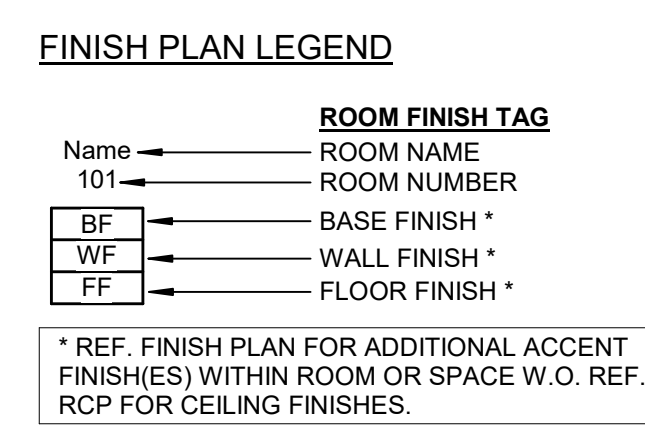 FINISH PLAN LEGEND
ROOM FINISH TAG
Name ROOM NAME
101 ROOM NUMBER
BF BASE FINISH *
WF WALL FINISH *
FF FLOOR FINISH *
* REF. FINISH PLAN FOR ADDITIONAL ACCENT
FINISH(ES) WITHIN ROOM OR SPACE W.O. REF.
RCP FOR CEILING FINISHES.